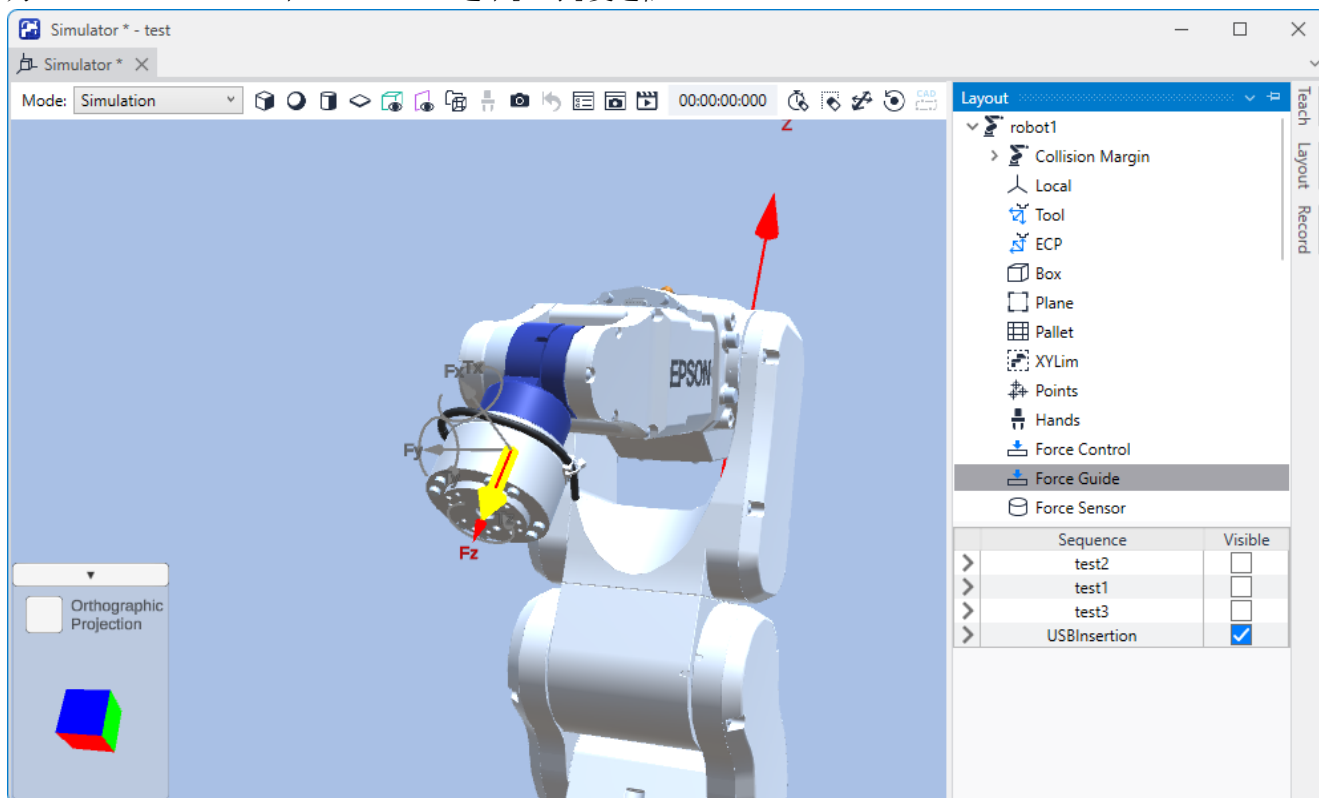 Simulator * - test
Simulator *
Mode: Simulation
00:00:00:000
CAD
Layout
robot1
Collision Margin
Local
Tool
ECP
Box
Plane
Pallet
XYLim
Points
Hands
Force Control
Force Guide
Force Sensor
Sequence Visible
test2
test1
test3
USBInsertion
Teach
Layout
Record
Z
EPSON
Fx
Tx
Fy
Fz
Orthographic
Projection